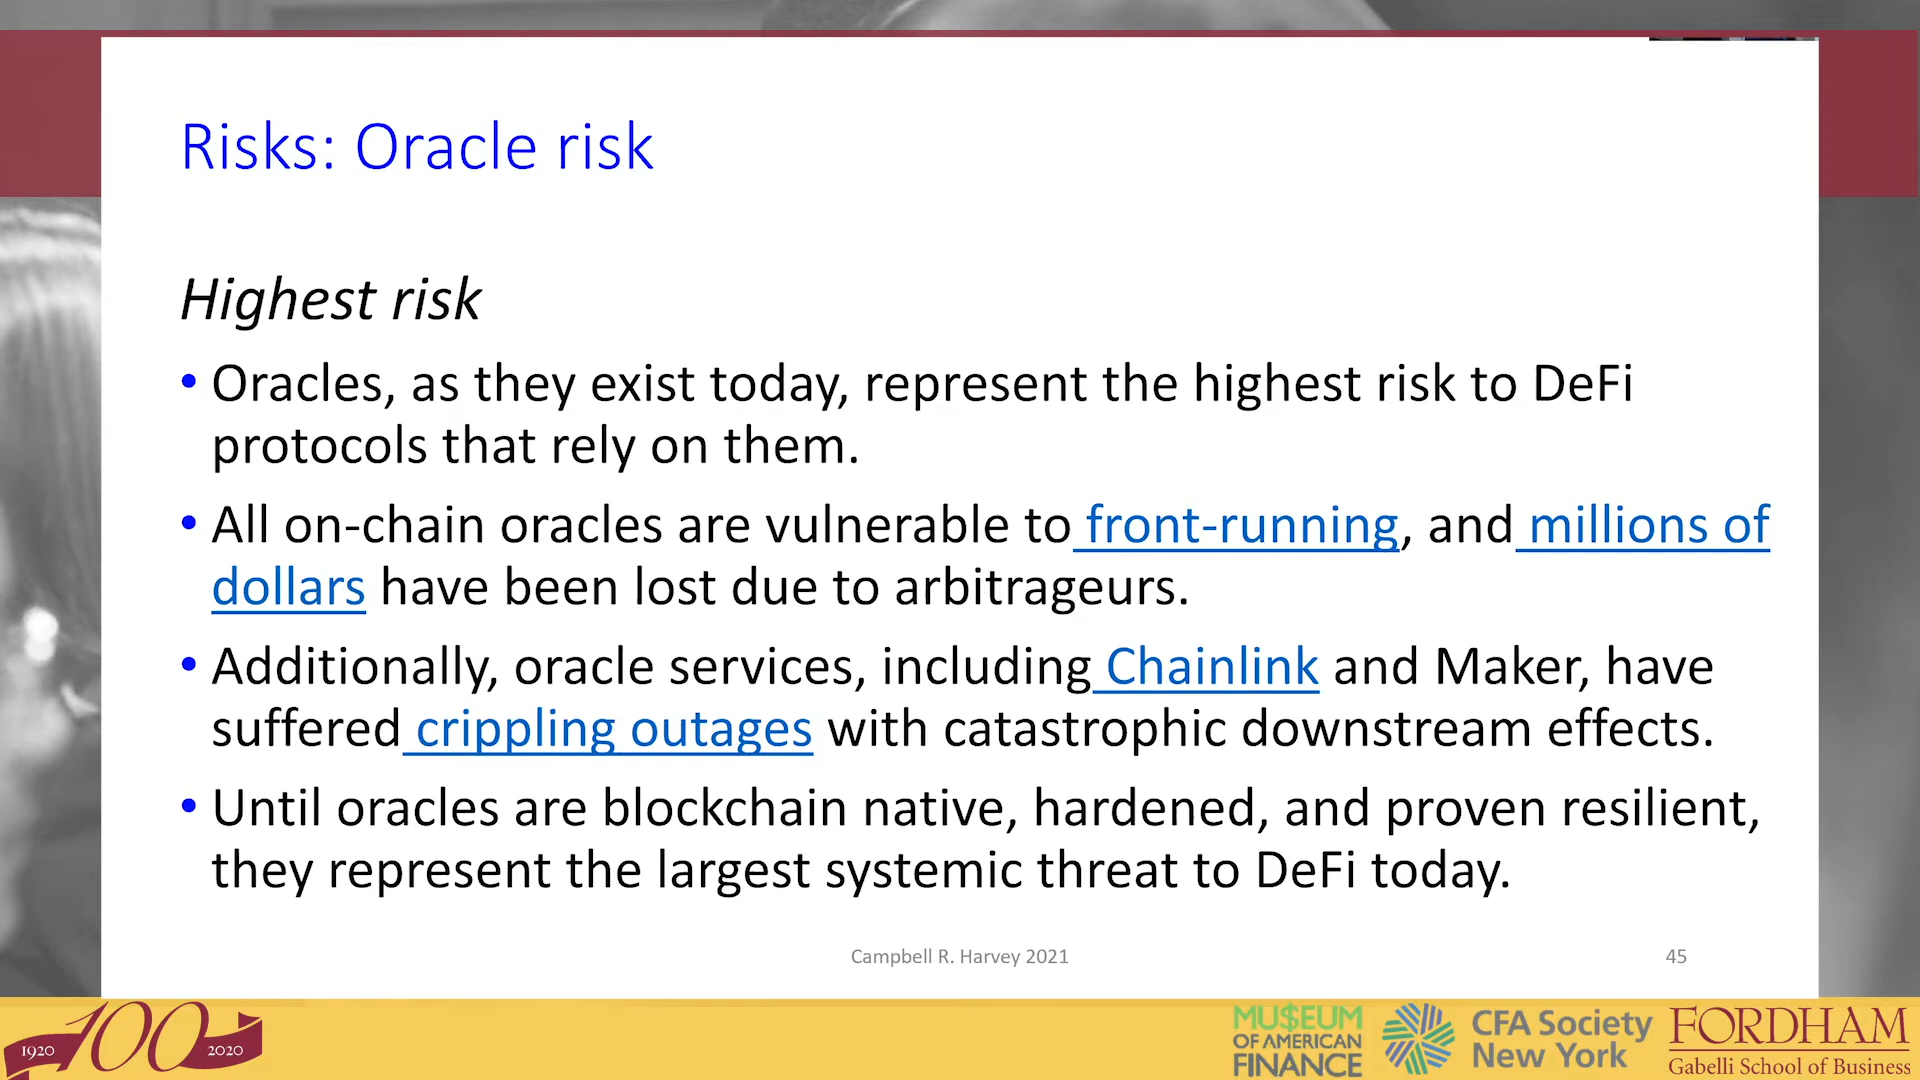 Risks: Oracle risk
Highest risk
• Oracles, as they exist today, represent the highest risk to DeFi
protocols that rely on them.
• All on-chain oracles are vulnerable to front-running, and millions of
dollars have been lost due to arbitrageurs.
• Additionally, oracle services, including Chainlink and Maker, have
suffered crippling outages with catastrophic downstream effects.
• Until oracles are blockchain native, hardened, and proven resilient,
they represent the largest systemic threat to DeFi today.
Campbell R. Harvey 2021
45
1920 100 2020
MU$EUM
OF AMERICAN
FINANCE
CFA Society
New York
FORDHAM
Gabelli School of Business